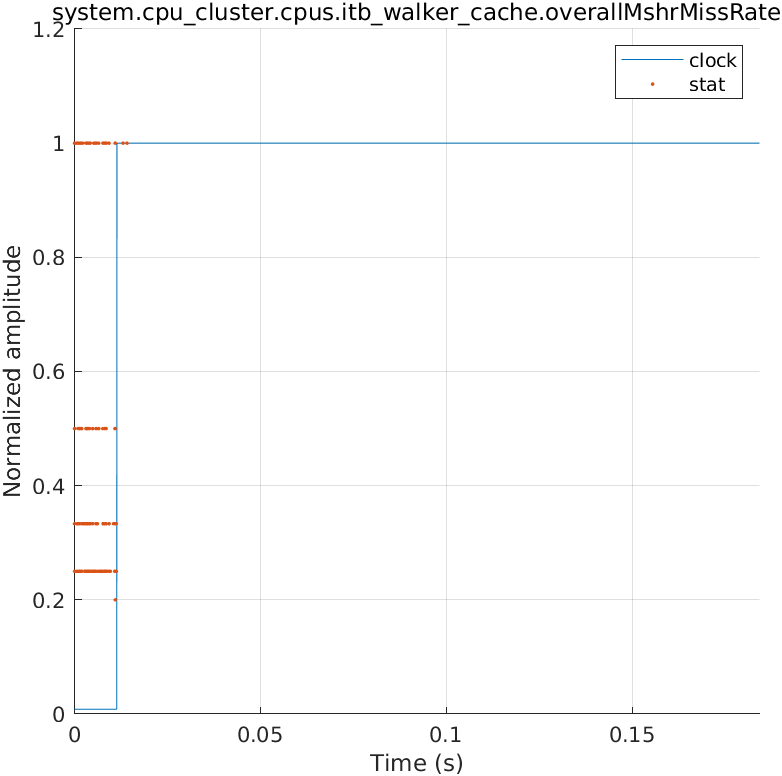 system.cpu_cluster.cpus.itb_walker_cache.overallMshrMissRate
1.2
clock
stat
1
0.8
0.6
0.4
0.2
0
Normalized amplitude
0
0.05
0.1
0.15
Time (s)